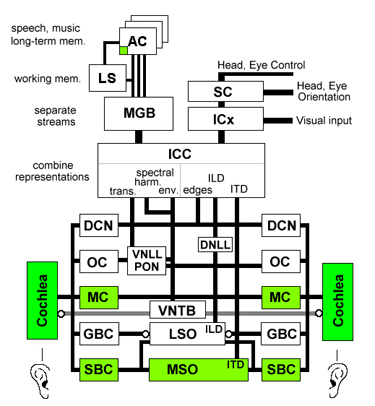 speech, music
long-term mem.
AC
Head, Eye Control
working mem.
LS
SC
Head, Eye
Orientation
separate
streams
MGB
ICx
Visual input
ICC
combine
representations
spectral
harm.
ILD
trans.
env.
edges
ITD
DCN
DCN
DNLL
OC
VNLL
PON
OC
Cochlea
MC
MC
Cochlea
VNTB
GBC
LSO
ILD
GBC
SBC
MSO
ITD
SBC